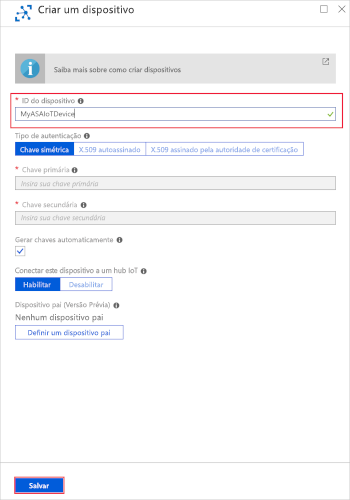 Criar um dispositivo
Saiba mais sobre como criar dispositivos
* ID do dispositivo
MyASAIoTDevice
Tipo de autenticação
Chave simétrica X.509 autoassinado X.509 assinado pela autoridade de certificação
* Chave primária
Insira sua chave primária
* Chave secundária
Insira sua chave secundária
Gerar chaves automaticamente
Conectar este dispositivo a um hub IoT
Habilitar Desabilitar
Dispositivo pai (Versão Prévia)
Nenhum dispositivo pai
Definir um dispositivo pai
Salvar